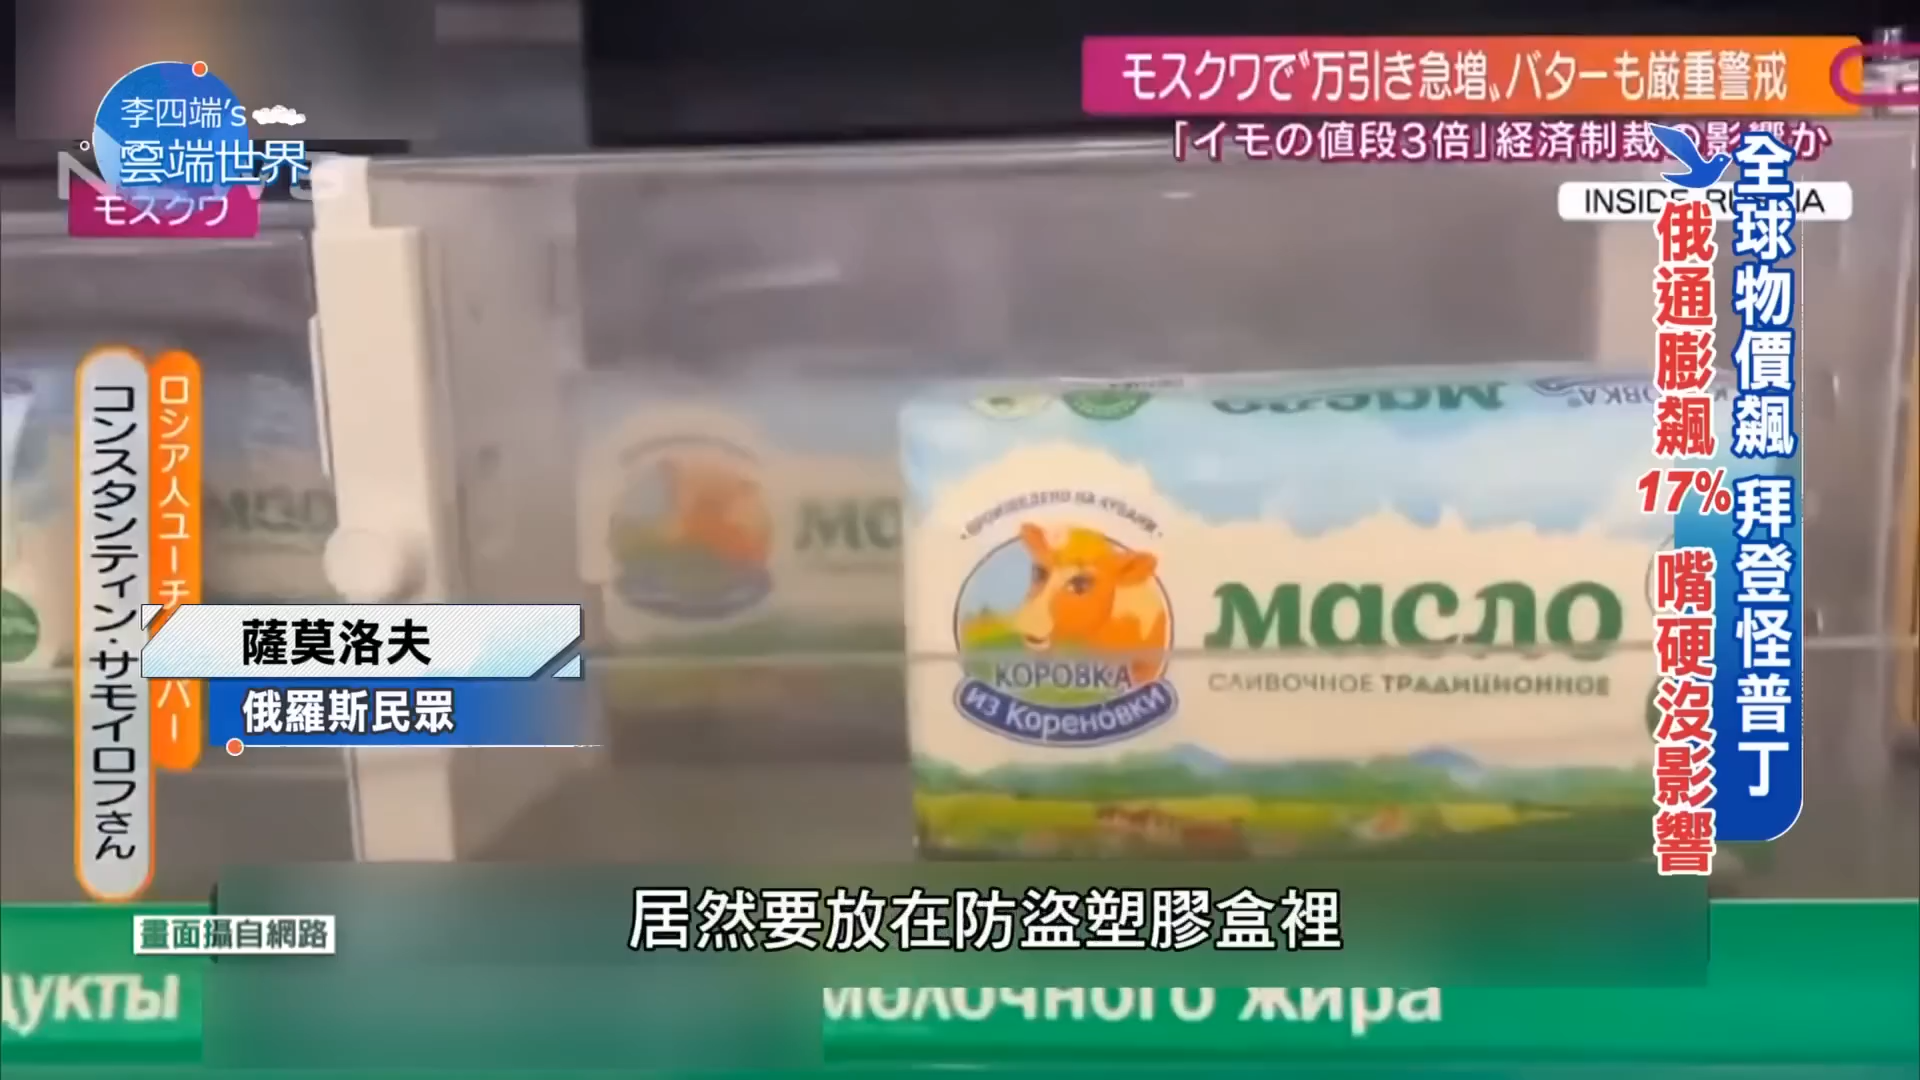 李四端's
雲端世界
モスクワ
モスクワで〝万引き急増〟バターも厳重警戒
「イモの値段3倍」経済制裁の影響か
INSIDE RUSSIA
全球物價飆 拜登怪普丁
俄通膨飆17% 嘴硬沒影響
ロシア人ユーチ
バー
コンスタンティン・サモイロフさん
薩莫洛夫
俄羅斯民眾
масло
ПРОИЗВЕДЕНО НА КУБАНИ
КОРОВКА
из Кореновки
масло
СЛИВОЧНОЕ ТРАДИЦИОННОЕ
居然要放在防盜塑膠盒裡
畫面攝自網路
дукты
молочного жира